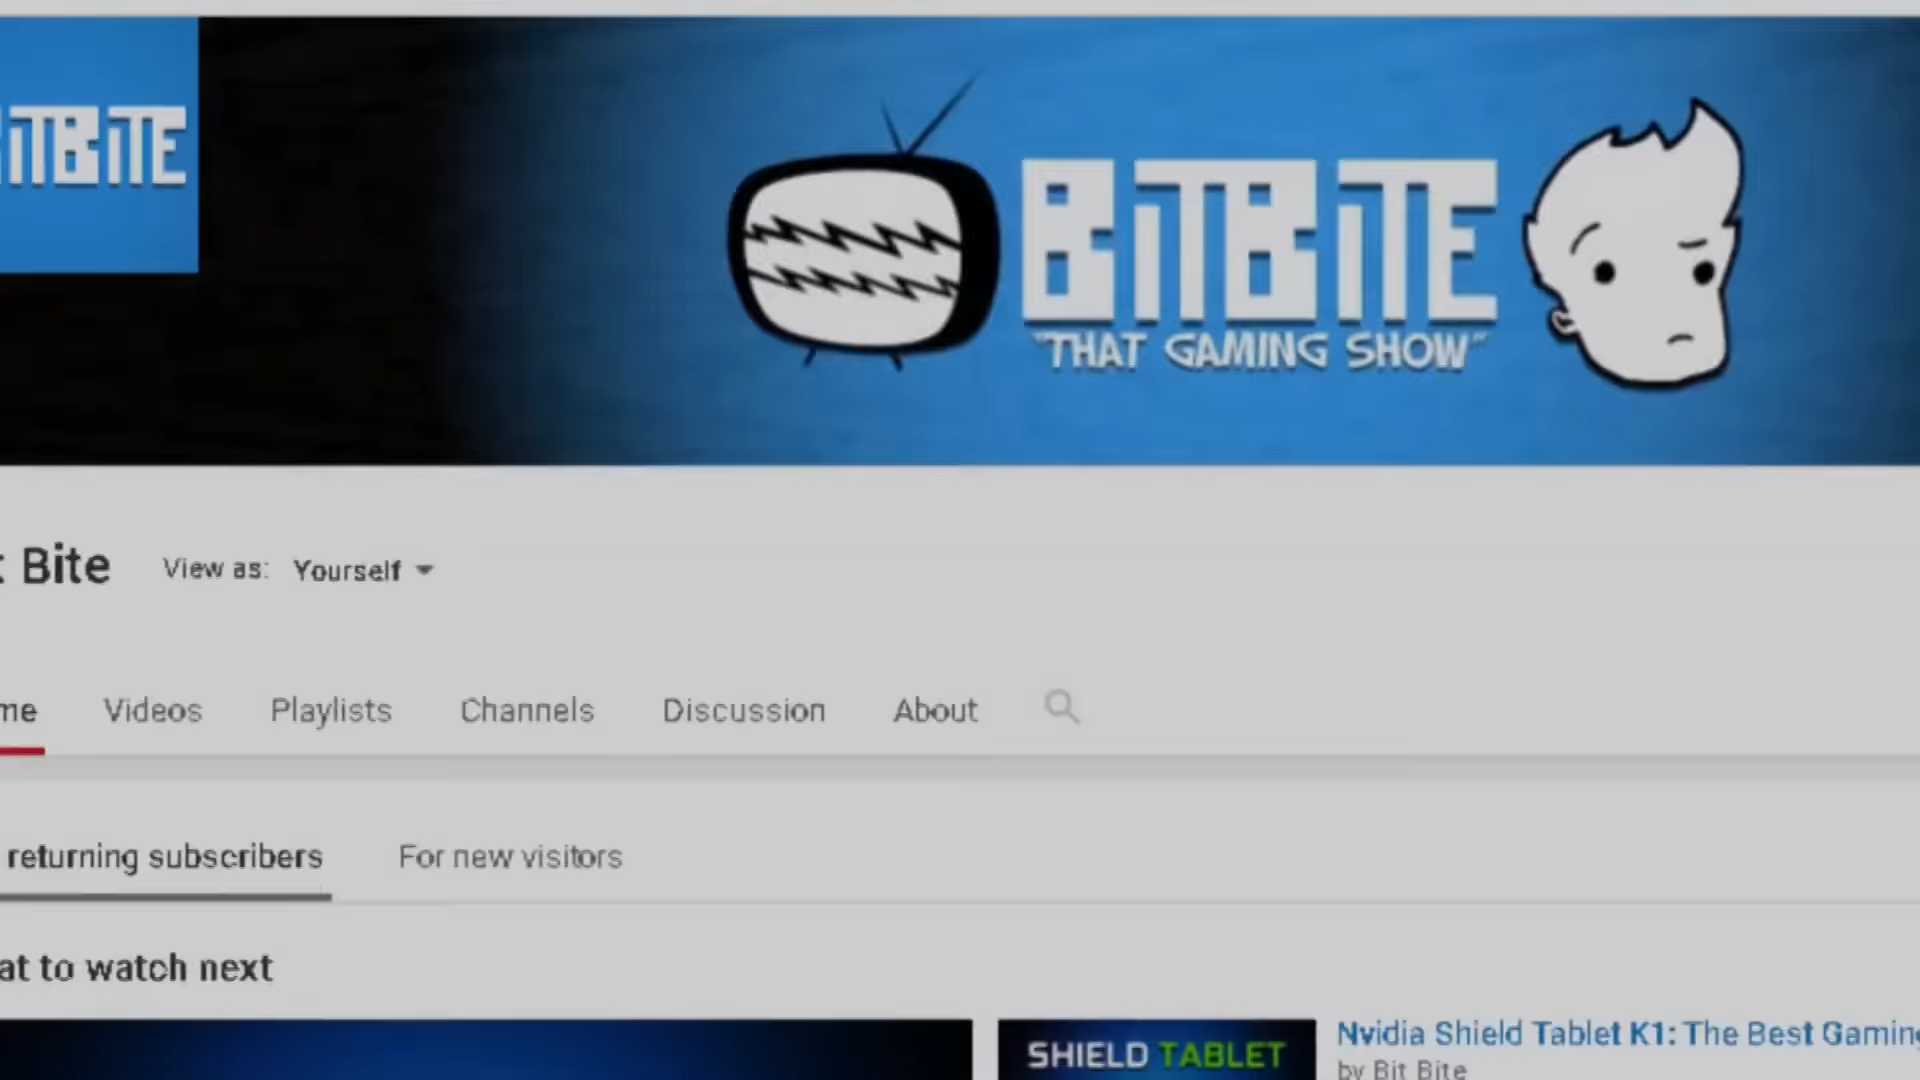 BiTBiTE
BiTBiTE
"THAT GAMING SHOW"
Bite View as: Yourself
me Videos Playlists Channels Discussion About
returning subscribers For new visitors
at to watch next
SHIELD TABLET
Nvidia Shield Tablet K1: The Best Gaming
by Bit Bite